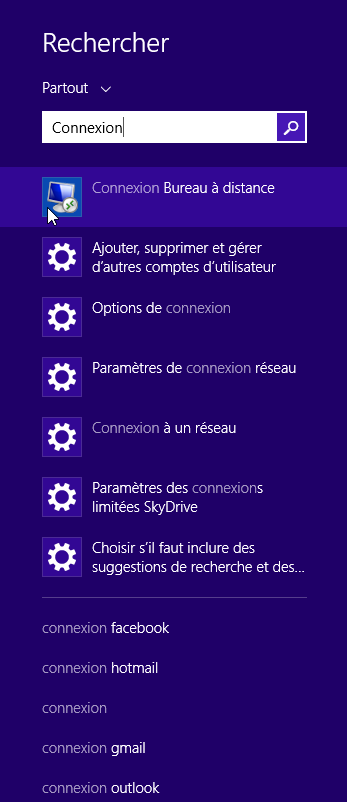 Rechercher
Partout
Connexion
Connexion Bureau à distance
Ajouter, supprimer et gérer
d'autres comptes d'utilisateur
Options de connexion
Paramètres de connexion réseau
Connexion à un réseau
Paramètres des connexions
limitées SkyDrive
Choisir s'il faut inclure des
suggestions de recherche et des...
connexion facebook
connexion hotmail
connexion
connexion gmail
connexion outlook